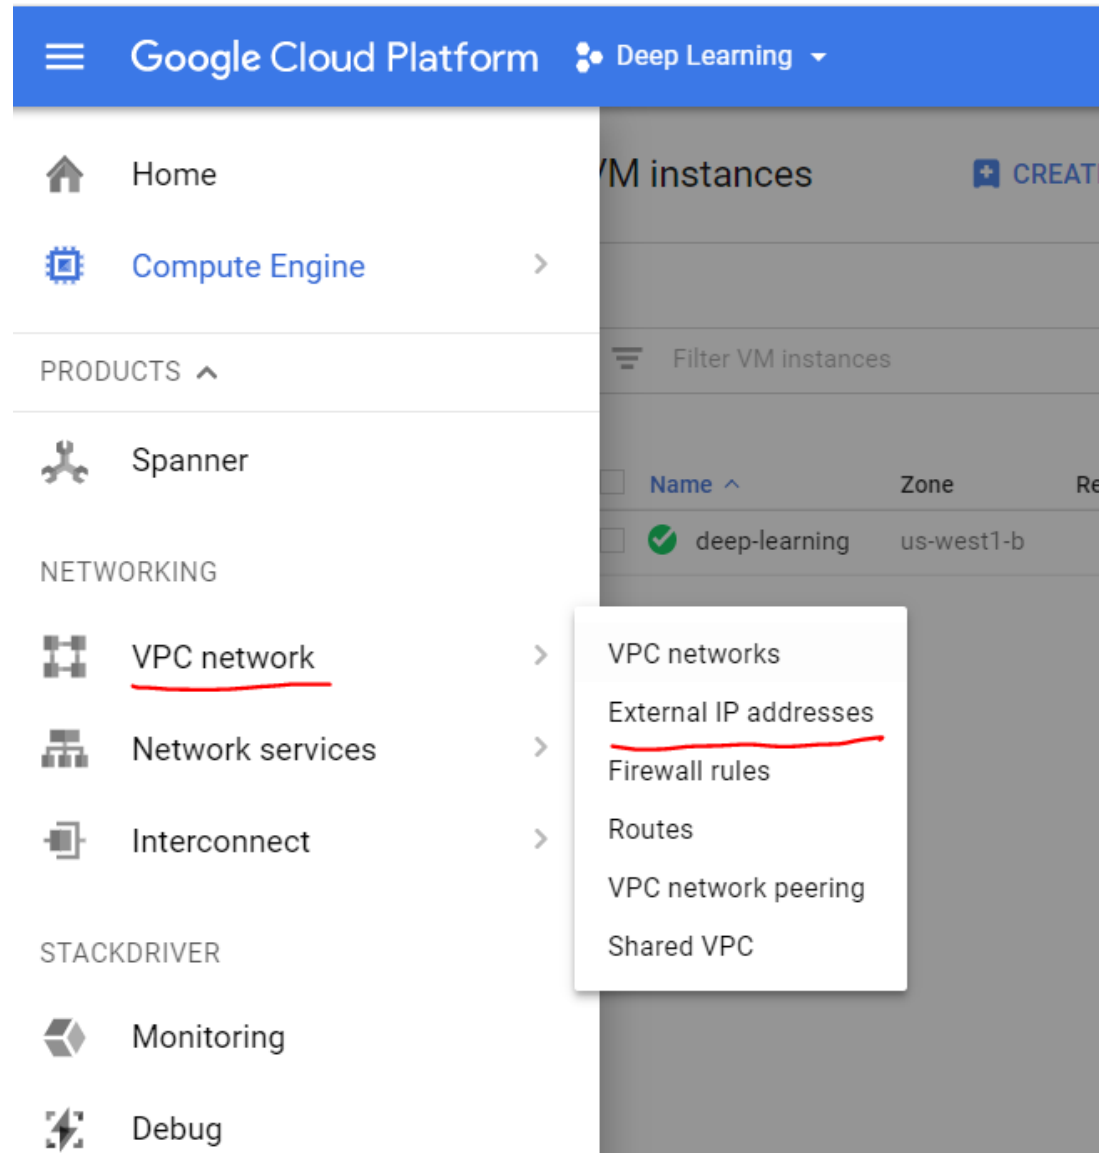 Google Cloud Platform Deep Learning
Home
Compute Engine
PRODUCTS
Spanner
NETWORKING
VPC network
Network services
Interconnect
STACKDRIVER
Monitoring
Debug
VM instances
Filter VM instances
Name Zone
deep-learning us-west1-b
VPC networks
External IP addresses
Firewall rules
Routes
VPC network peering
Shared VPC